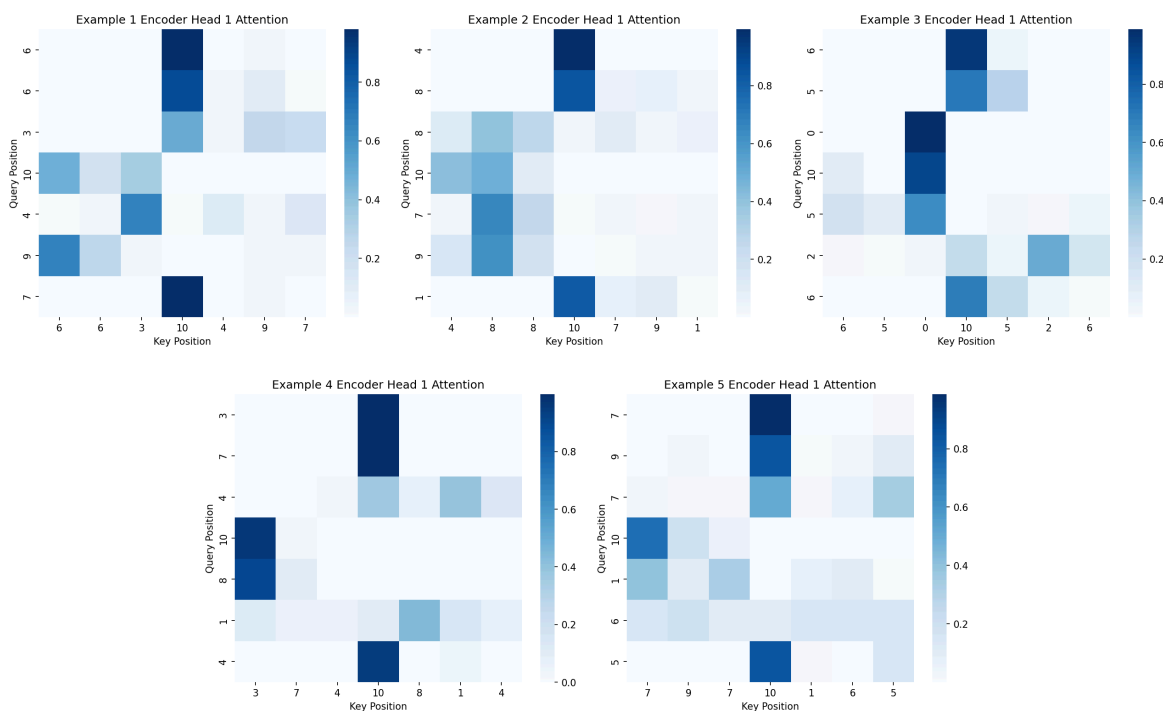 Example 1 Encoder Head 1 Attention
Query Position
6
6
3
10
4
9
7
6 6 3 10 4 9 7
Key Position
0.8
0.6
0.4
0.2
Example 2 Encoder Head 1 Attention
Query Position
4
8
8
10
7
9
1
4 8 8 10 7 9 1
Key Position
0.8
0.6
0.4
0.2
Example 3 Encoder Head 1 Attention
Query Position
6
5
0
10
5
2
6
6 5 0 10 5 2 6
Key Position
0.8
0.6
0.4
0.2
Example 4 Encoder Head 1 Attention
Query Position
3
7
4
10
8
1
4
3 7 4 10 8 1 4
Key Position
0.8
0.6
0.4
0.2
0.0
Example 5 Encoder Head 1 Attention
Query Position
7
9
7
10
1
6
5
7 9 7 10 1 6 5
Key Position
0.8
0.6
0.4
0.2